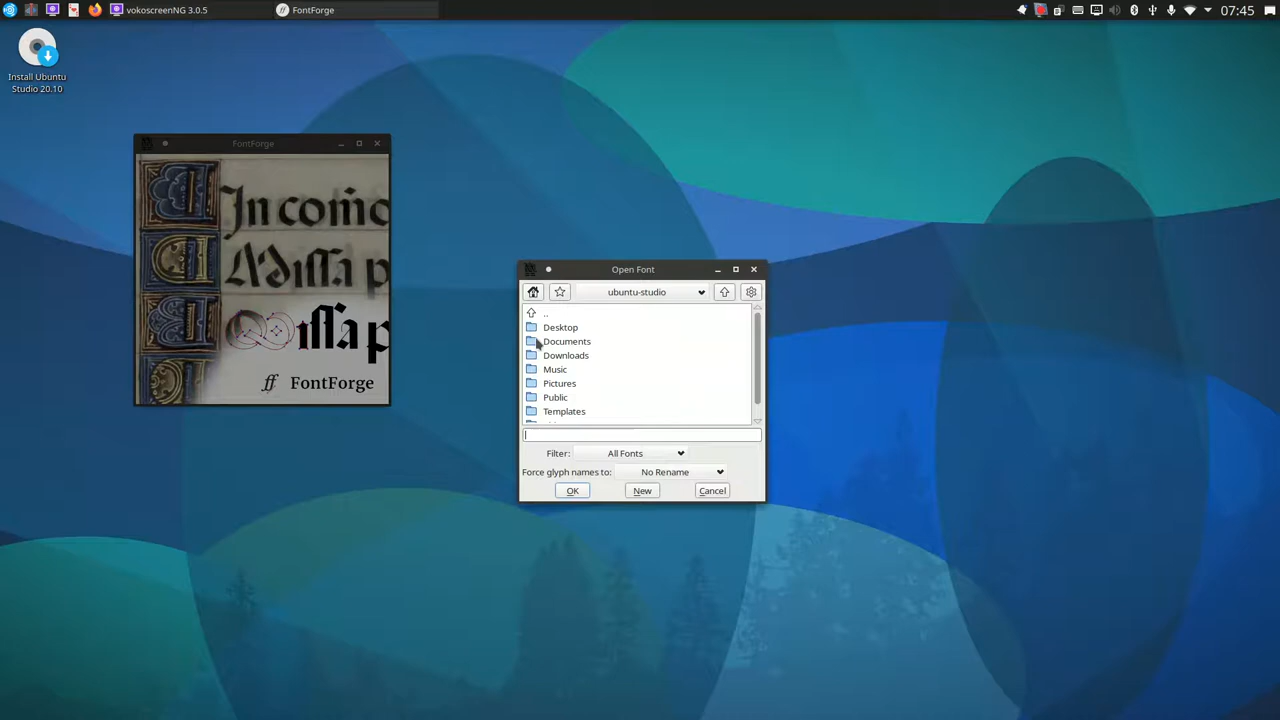 vokoscreenNG 3.0.5
FontForge
07:45
Install Ubuntu
Studio 20.10
FontForge
ff FontForge
Open Font
ubuntu-studio
..
Desktop
Documents
Downloads
Music
Pictures
Public
Templates
Filter: All Fonts
Force glyph names to: No Rename
OK New Cancel